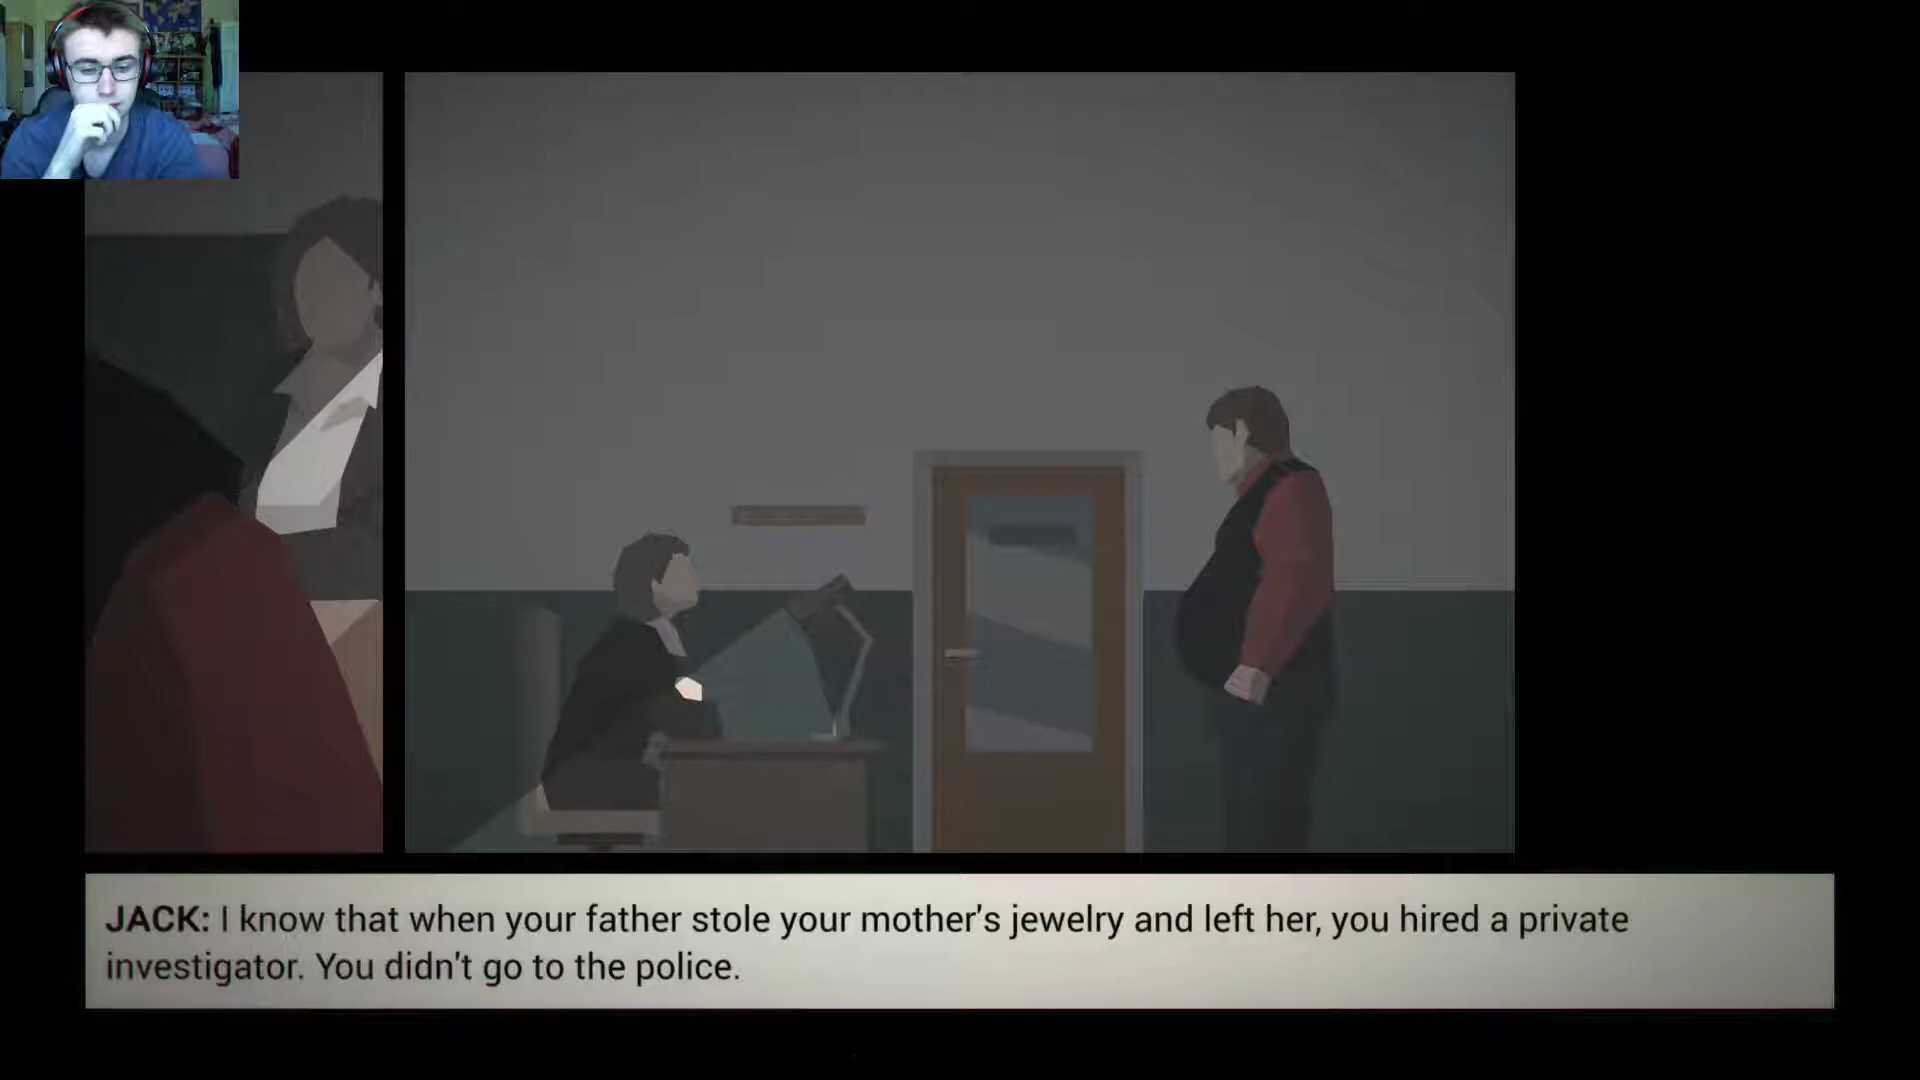 JACK: I know that when your father stole your mother's jewelry and left her, you hired a private
investigator. You didn't go to the police.